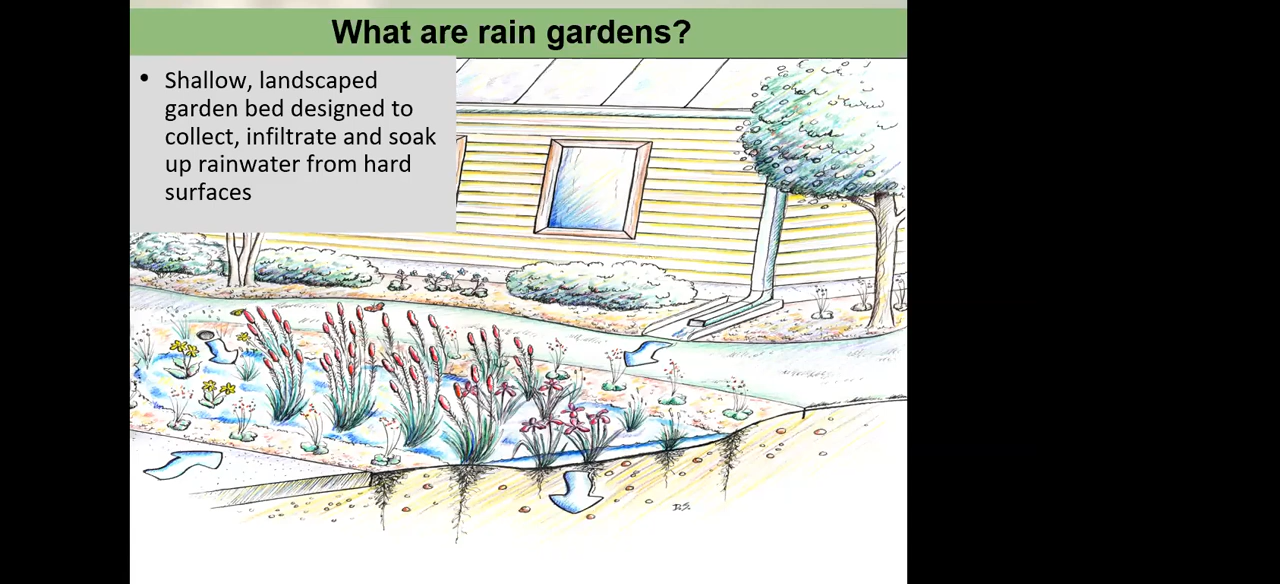 What are rain gardens?
• Shallow, landscaped
garden bed designed to
collect, infiltrate and soak
up rainwater from hard
surfaces